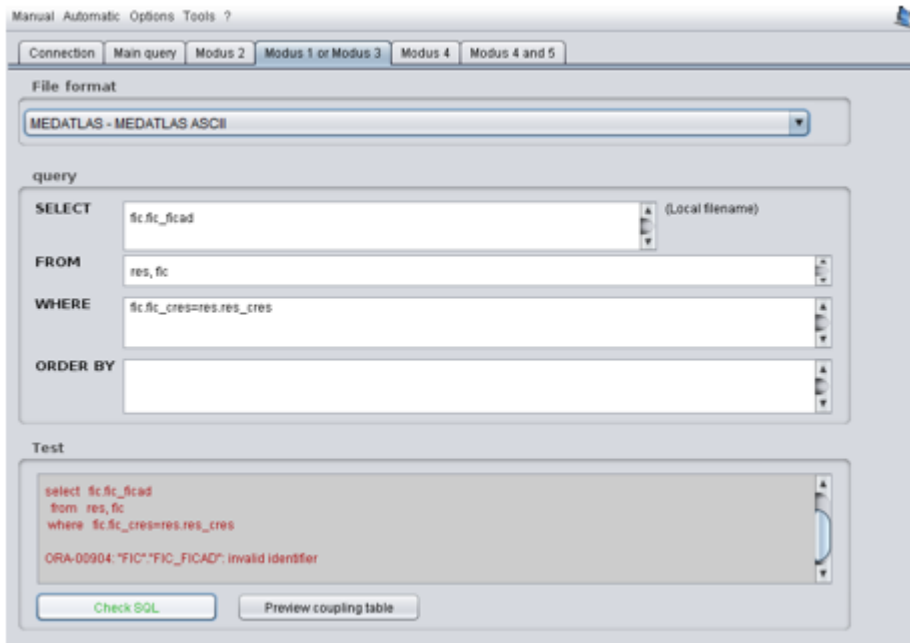 Manual Automatic Options Tools ?
Connection Main query Modus 2 Modus 1 or Modus 3 Modus 4 Modus 4 and 5
File format
MEDATLAS - MEDATLAS ASCII
query
SELECT fic.fic_ficad (Local filename)
FROM res, fic
WHERE fic.fic_cres=res.res_cres
ORDER BY
Test
select fic.fic_ficad
from res, fic
where fic.fic_cres=res.res_cres
ORA-00904: "FIC"."FIC_FICAD": invalid identifier
Check SQL Preview coupling table